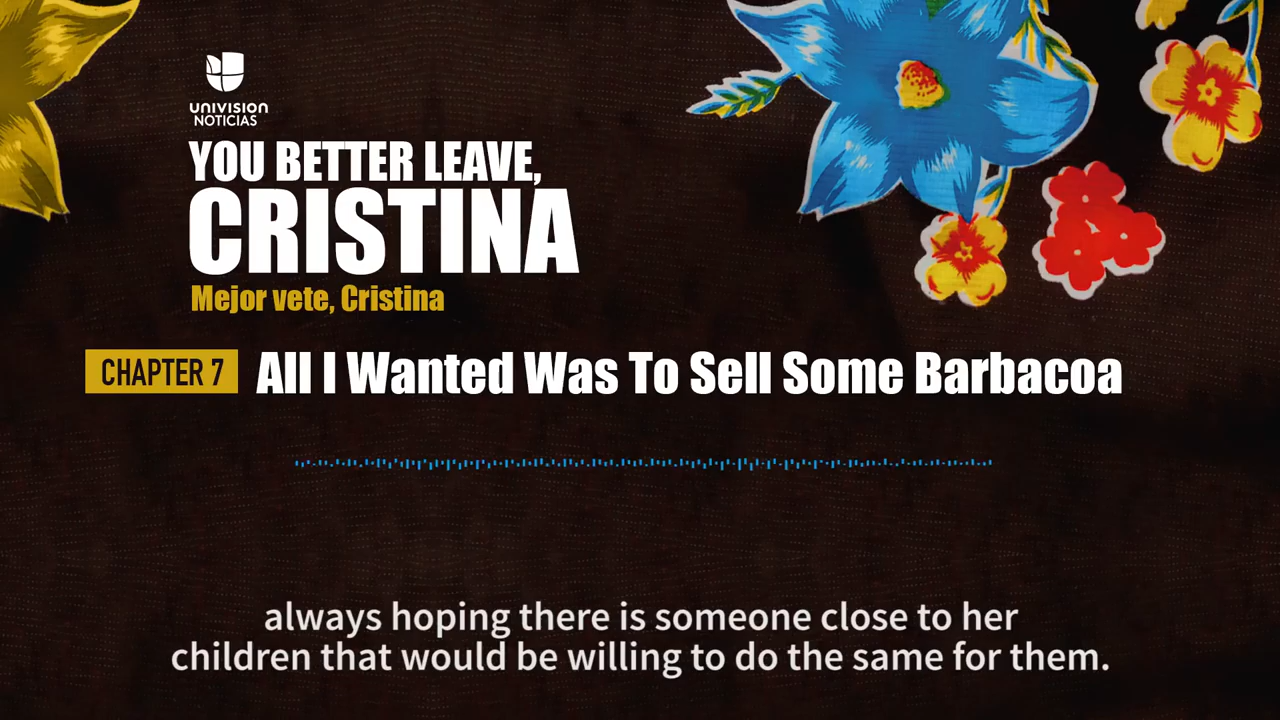 UNIVISION
NOTICIAS
YOU BETTER LEAVE,
CRISTINA
Mejor vete, Cristina
CHAPTER 7 All I Wanted Was To Sell Some Barbacoa
always hoping there is someone close to her
children that would be willing to do the same for them.